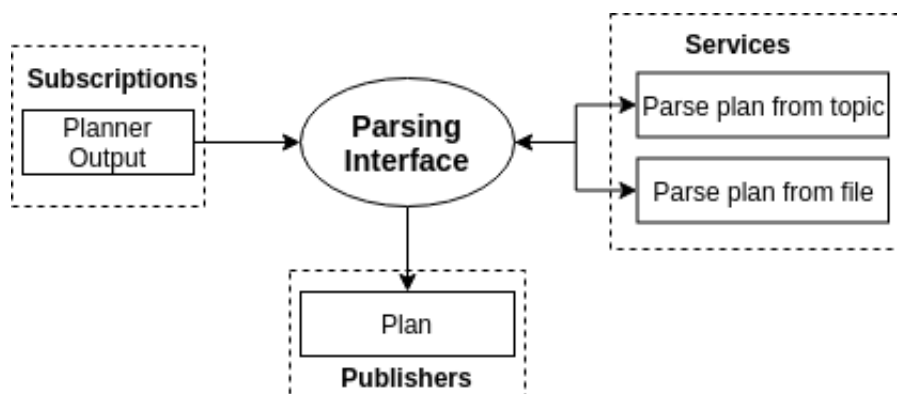 Subscriptions
Planner
Output
Parsing
Interface
Services
Parse plan from topic
Parse plan from file
Plan
Publishers